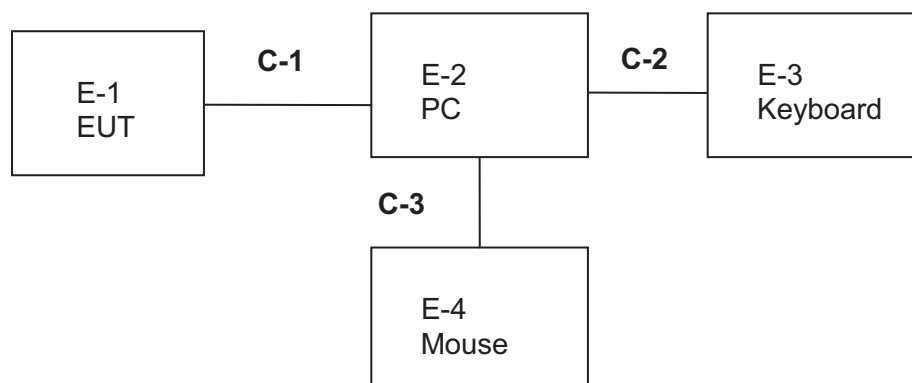 E-1
EUT
C-1
E-2
PC
C-2
E-3
Keyboard
C-3
E-4
Mouse